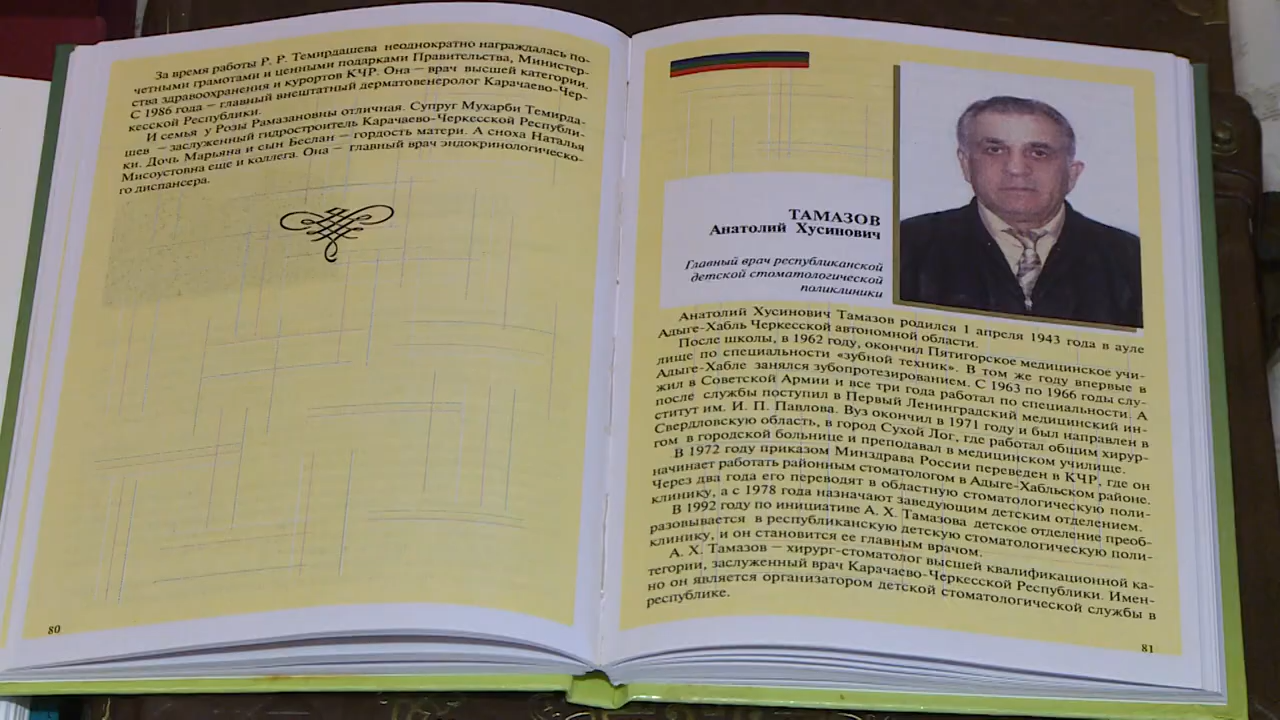 За время работы Р. Р. Темирдашева неоднократно награждалась по-
четными грамотами и ценными подарками Правительства, Министер-
ства здравоохранения и курортов КЧР. Она – врач высшей категории.
С 1986 года – главный внештатный дерматовенеролог Карачаево-Чер-
кесской Республики.
И семья у Розы Рамазановны отличная. Супруг Мухарби Темирда-
шев – заслуженный гидростроитель Карачаево-Черкесской Республи-
ки. Дочь Марьяна и сын Беслан – гордость матери. А сноха Наталья
Мисоустовна еще и коллега. Она – главный врач эндокринологическо-
го диспансера.
80
ТАМАЗОВ
Анатолий Хусинович
Главный врач республиканской
детской стоматологической
поликлиники
Анатолий Хусинович Тамазов родился 1 апреля 1943 года в ауле
Адыге-Хабль Черкесской автономной области.
После школы, в 1962 году, окончил Пятигорское медицинское учи-
лище по специальности «зубной техник». В том же году впервые в
Адыге-Хабле занялся зубопротезированием. С 1963 по 1966 годы слу-
жил в Советской Армии и все три года работал по специальности. А
после службы поступил в Первый Ленинградский медицинский ин-
ститут им. И. П. Павлова. Вуз окончил в 1971 году и был направлен в
Свердловскую область, в город Сухой Лог, где работал общим хирур-
гом в городской больнице и преподавал в медицинском училище.
В 1972 году приказом Минздрава России переведен в КЧР, где он
начинает работать районным стоматологом в Адыге-Хабльском районе.
Через два года его переводят в областную стоматологическую поли-
клинику, а с 1978 года назначают заведующим детским отделением.
В 1992 году по инициативе А. Х. Тамазова детское отделение преоб-
разовывается в республиканскую детскую стоматологическую поли-
клинику, и он становится ее главным врачом.
А. Х. Тамазов – хирург-стоматолог высшей квалификационной ка-
тегории, заслуженный врач Карачаево-Черкесской Республики. Имен-
но он является организатором детской стоматологической службы в
республике.
81